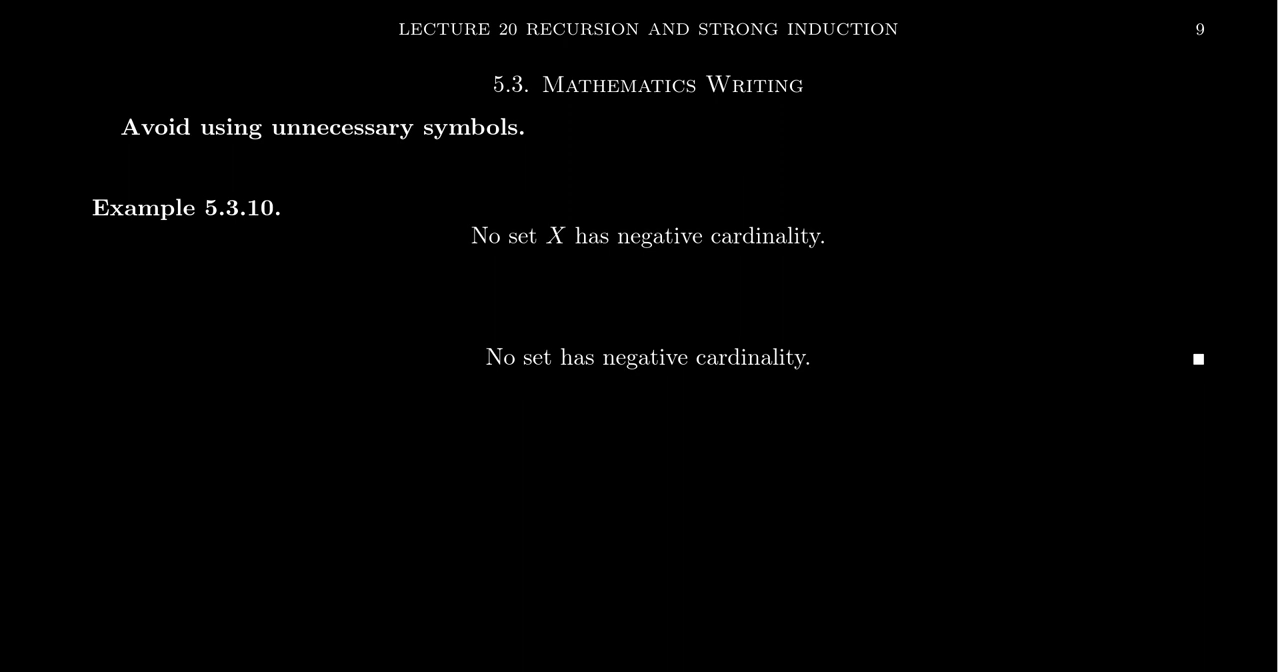 LECTURE 20 RECURSION AND STRONG INDUCTION 9
5.3. Mathematics Writing
Avoid using unnecessary symbols.
Example 5.3.10.
No set X has negative cardinality.
No set has negative cardinality. ■